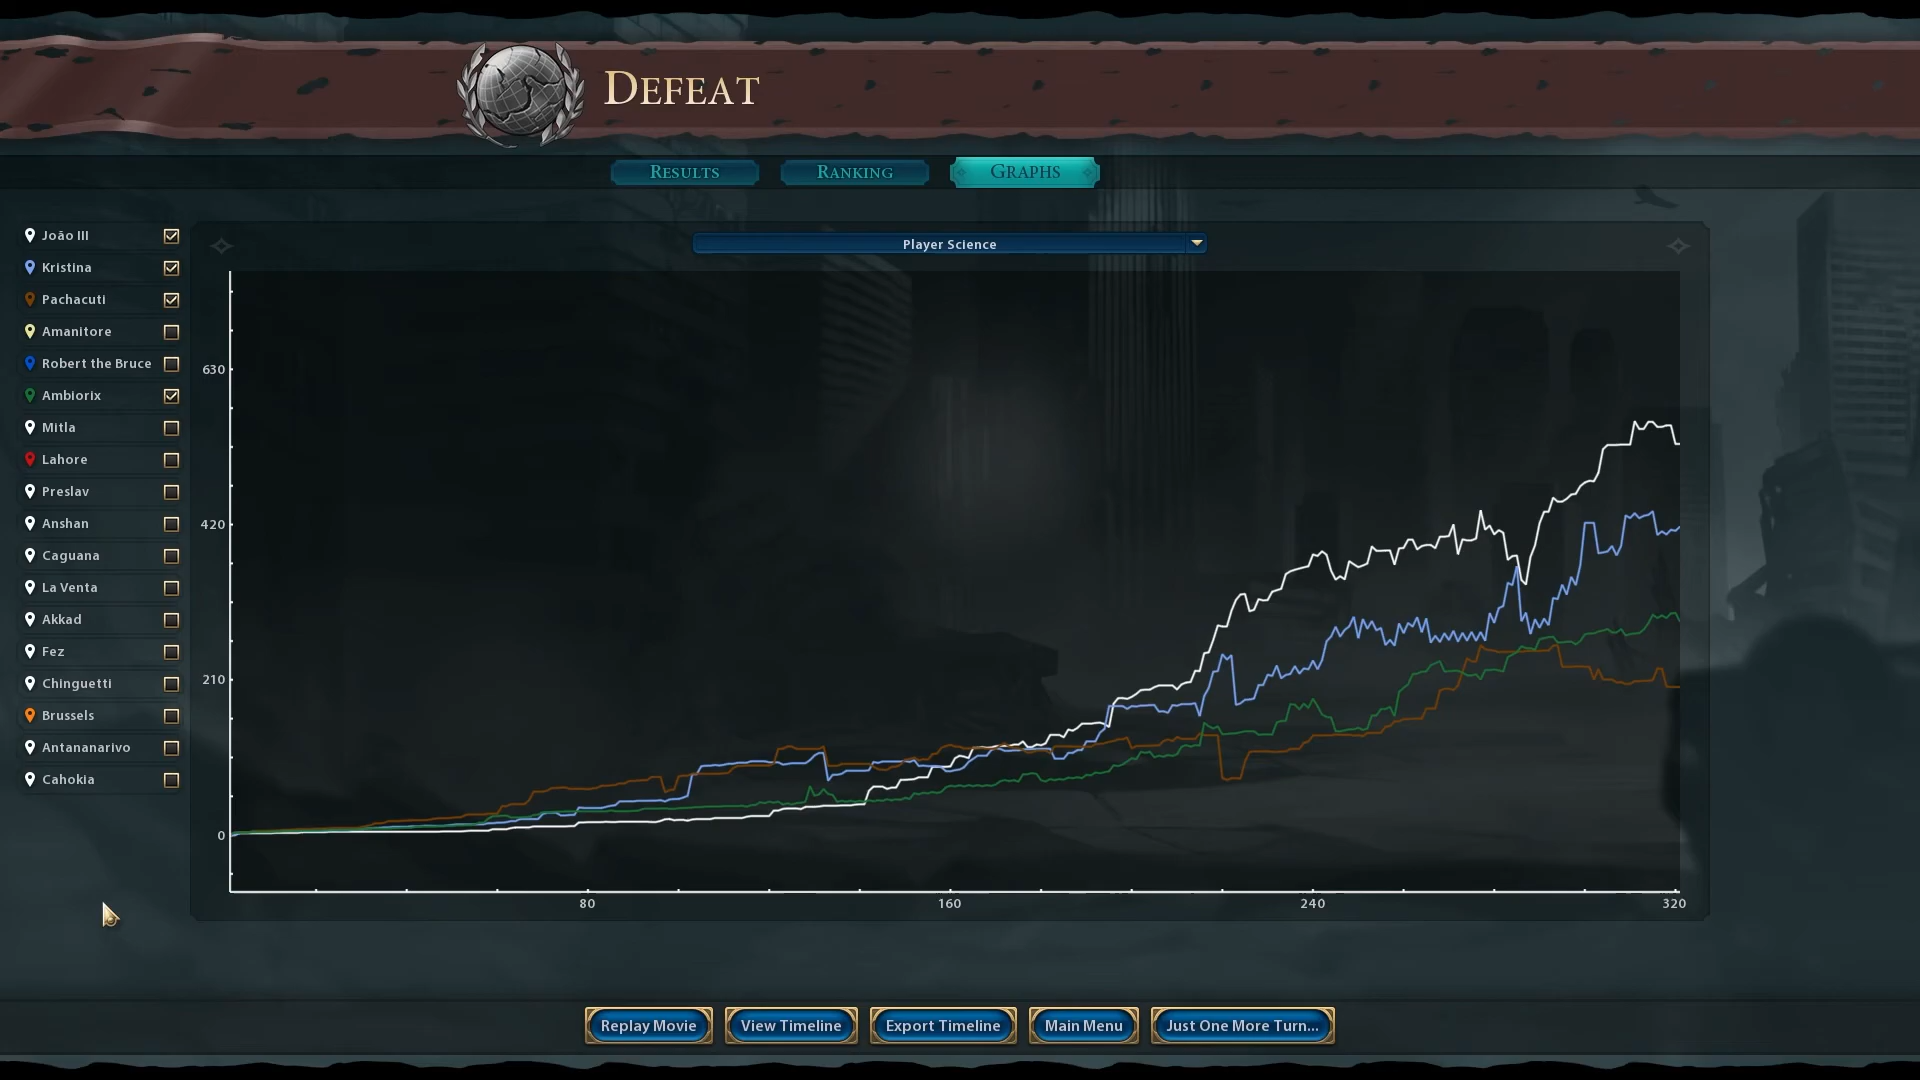 DEFEAT
RESULTS
RANKING
GRAPHS
João III
Kristina
Pachacuti
Amanitore
Robert the Bruce
Ambiorix
Mitla
Lahore
Preslav
Anshan
Caguana
La Venta
Akkad
Fez
Chinguetti
Brussels
Antananarivo
Cahokia
Player Science
630
420
210
0
80
160
240
320
Replay Movie
View Timeline
Export Timeline
Main Menu
Just One More Turn...